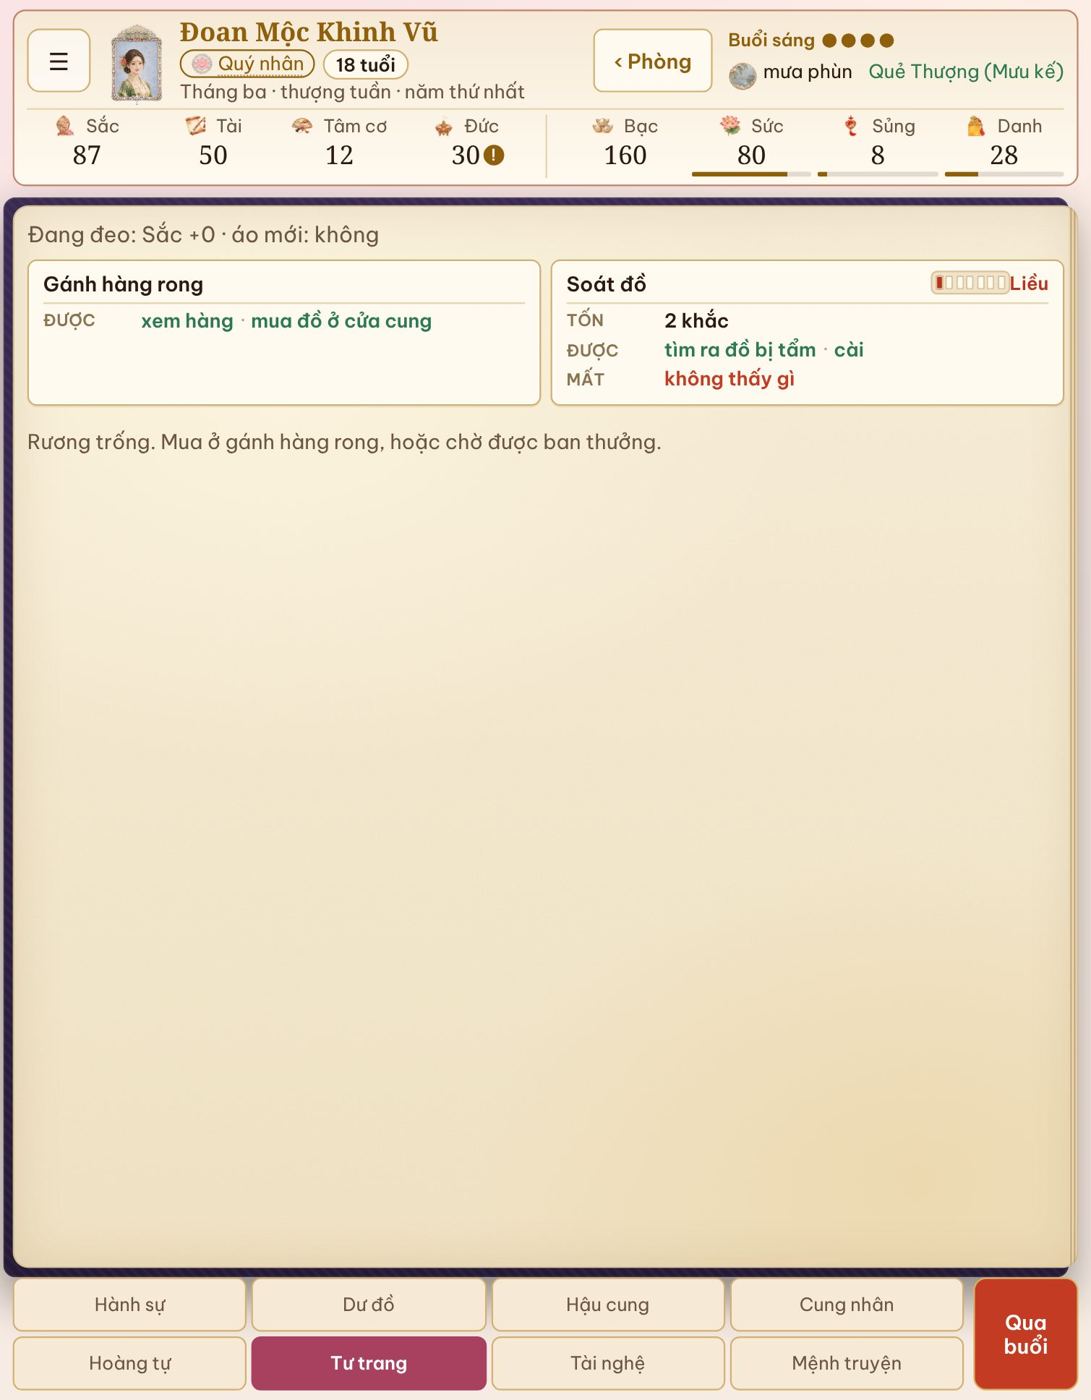 ☰
Đoan Mộc Khinh Vũ
Quý nhân
18 tuổi
Tháng ba · thượng tuần · năm thứ nhất
‹ Phòng
Buổi sáng
mưa phùn
Quẻ Thượng (Mưu kế)
Sắc
87
Tài
50
Tâm cơ
12
Đức
30 !
Bạc
160
Sức
80
Sủng
8
Danh
28
Đang đeo: Sắc +0 · áo mới: không
Gánh hàng rong
ĐƯỢC xem hàng · mua đồ ở cửa cung
Soát đồ
Liều
TỐN 2 khắc
ĐƯỢC tìm ra đồ bị tẩm · cài
MẤT không thấy gì
Rương trống. Mua ở gánh hàng rong, hoặc chờ được ban thưởng.
Hành sự
Dư đồ
Hậu cung
Cung nhân
Hoàng tự
Tư trang
Tài nghệ
Mệnh truyện
Qua
buổi